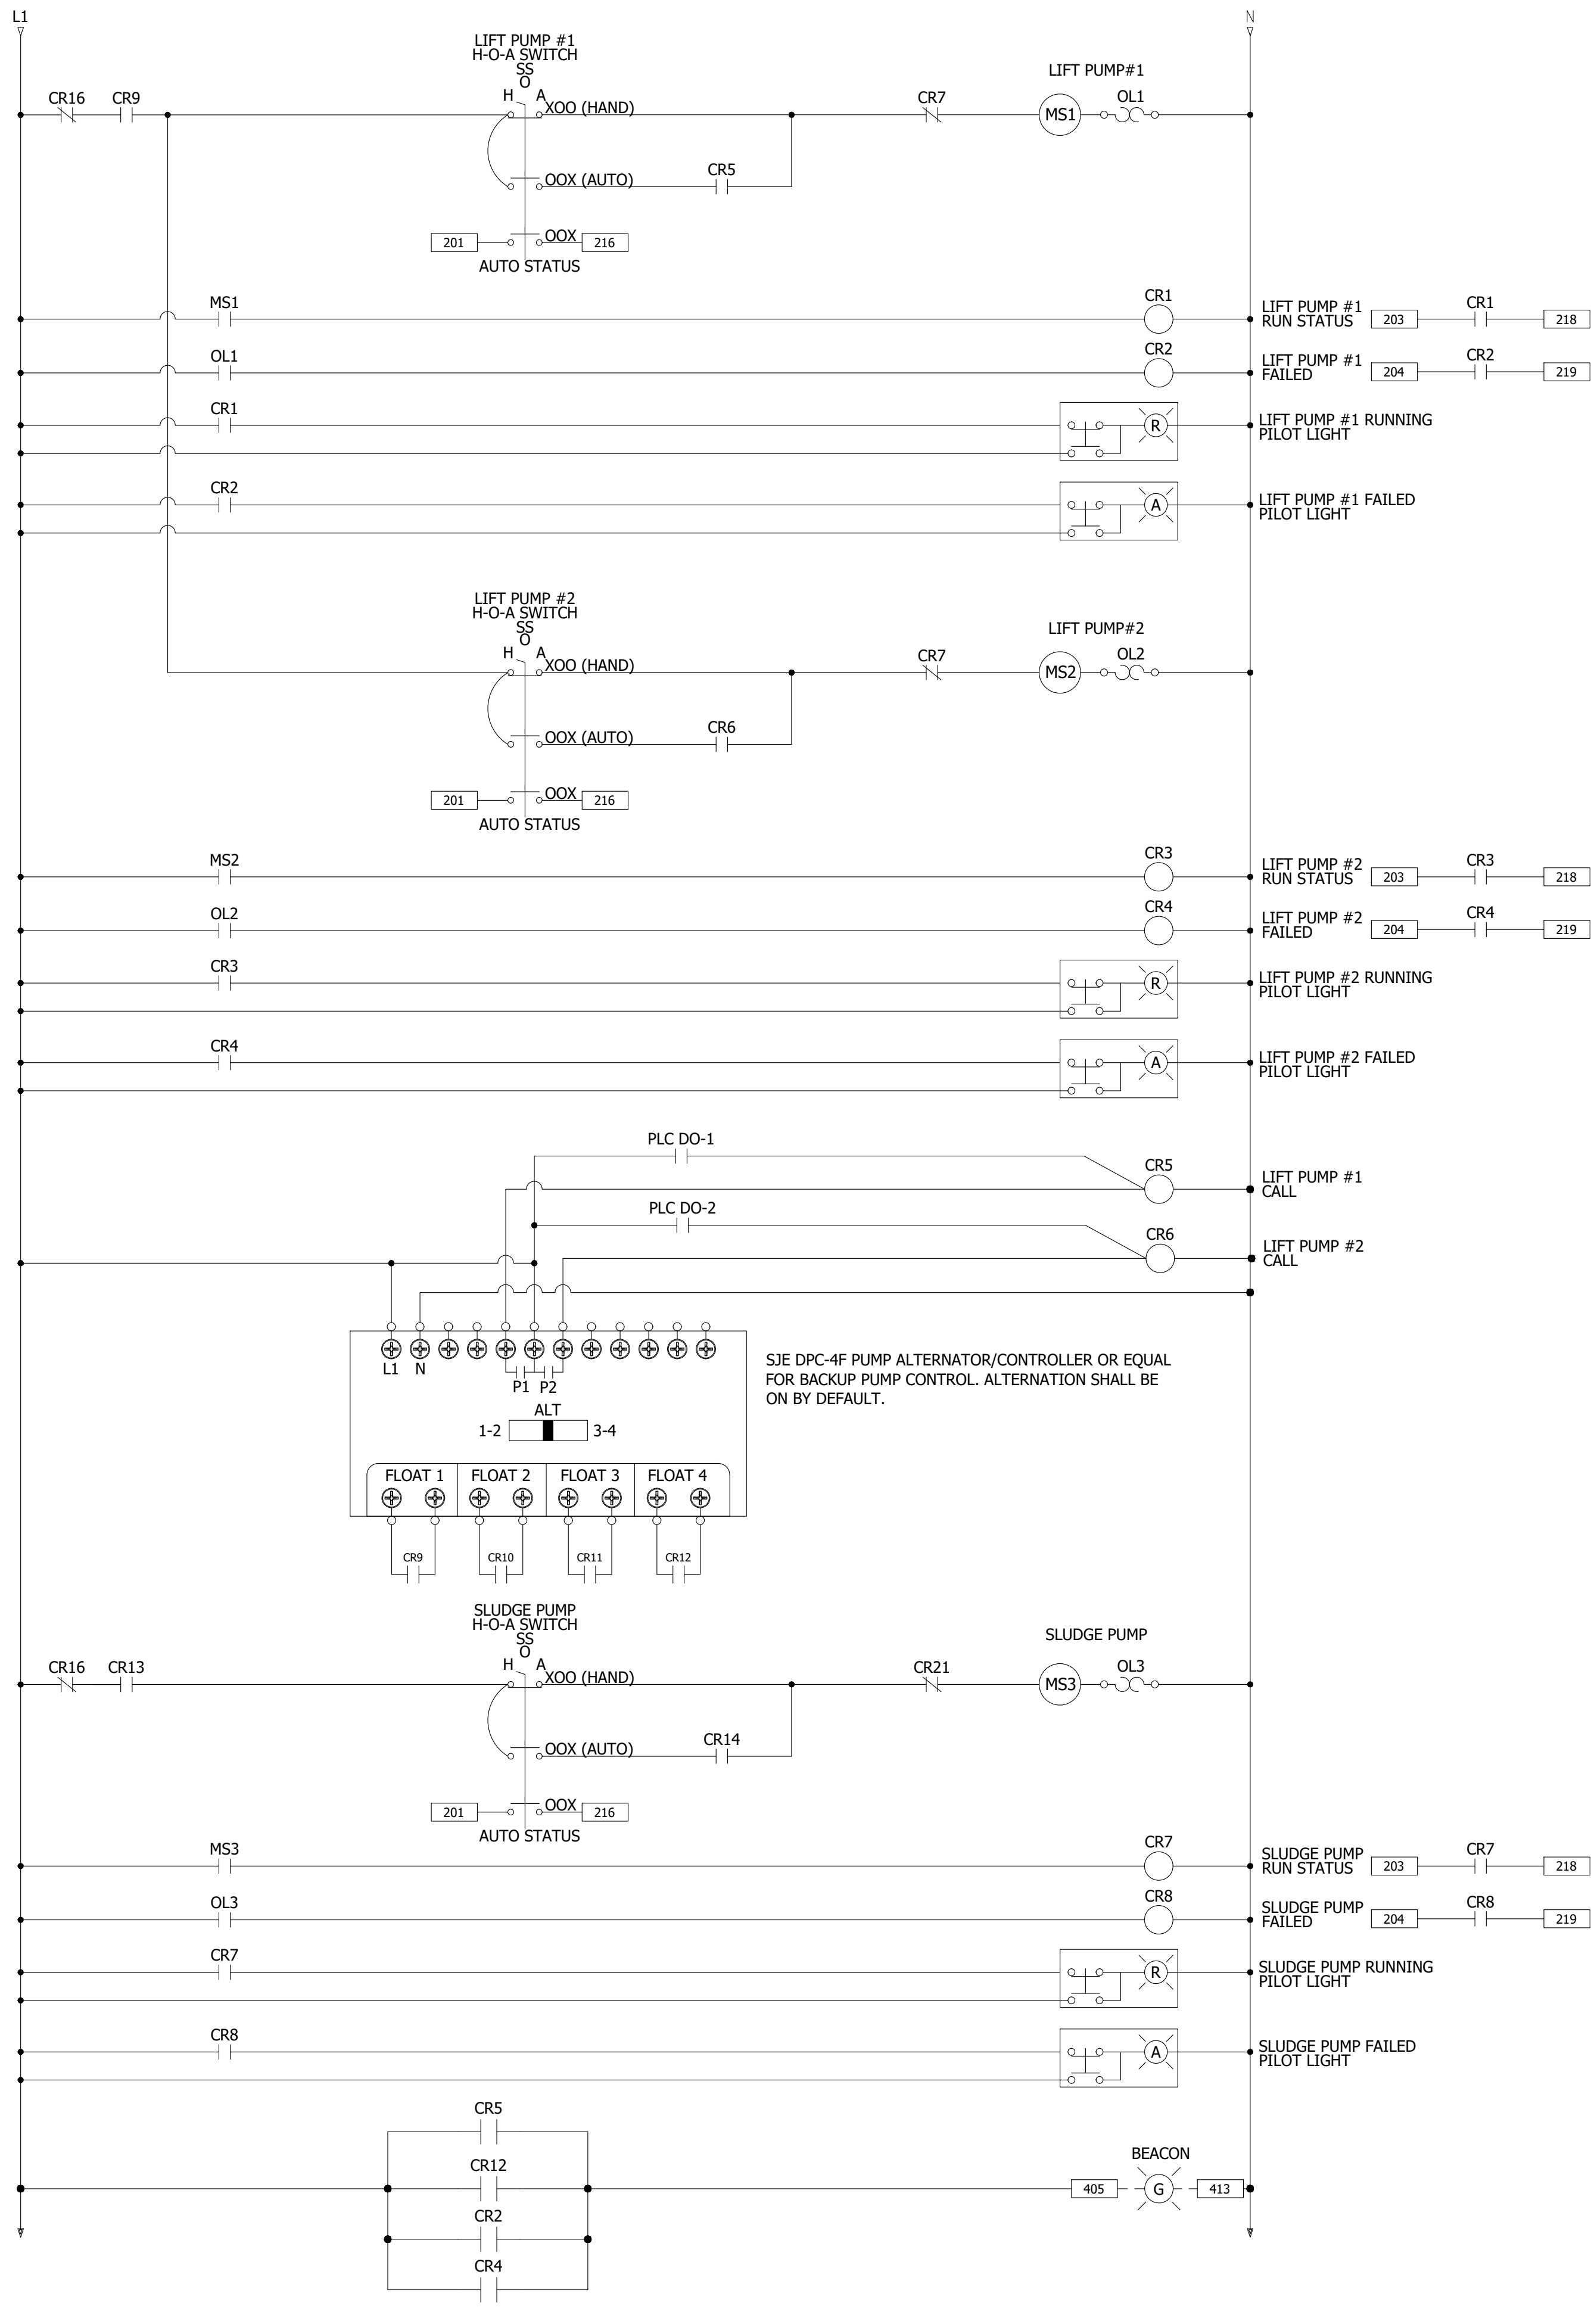 L1
N
LIFT PUMP #1
H-O-A SWITCH
SS
O
H
A
XOO (HAND)
CR16
CR9
CR7
LIFT PUMP#1
MS1
OL1
OOX (AUTO)
CR5
201
OOX
216
AUTO STATUS
MS1
CR1
LIFT PUMP #1
RUN STATUS
203
CR1
218
OL1
CR2
LIFT PUMP #1
FAILED
204
CR2
219
CR1
R
LIFT PUMP #1 RUNNING
PILOT LIGHT
CR2
A
LIFT PUMP #1 FAILED
PILOT LIGHT
LIFT PUMP #2
H-O-A SWITCH
SS
O
H
A
XOO (HAND)
CR7
LIFT PUMP#2
MS2
OL2
OOX (AUTO)
CR6
201
OOX
216
AUTO STATUS
MS2
CR3
LIFT PUMP #2
RUN STATUS
203
CR3
218
OL2
CR4
LIFT PUMP #2
FAILED
204
CR4
219
CR3
R
LIFT PUMP #2 RUNNING
PILOT LIGHT
CR4
A
LIFT PUMP #2 FAILED
PILOT LIGHT
PLC DO-1
CR5
LIFT PUMP #1
CALL
PLC DO-2
CR6
LIFT PUMP #2
CALL
L1
N
P1
P2
ALT
1-2
3-4
SJE DPC-4F PUMP ALTERNATOR/CONTROLLER OR EQUAL
FOR BACKUP PUMP CONTROL. ALTERNATION SHALL BE
ON BY DEFAULT.
FLOAT 1
FLOAT 2
FLOAT 3
FLOAT 4
CR9
CR10
CR11
CR12
SLUDGE PUMP
H-O-A SWITCH
SS
O
H
A
XOO (HAND)
CR16
CR13
CR21
SLUDGE PUMP
MS3
OL3
OOX (AUTO)
CR14
201
OOX
216
AUTO STATUS
MS3
CR7
SLUDGE PUMP
RUN STATUS
203
CR7
218
OL3
CR8
SLUDGE PUMP
FAILED
204
CR8
219
CR7
R
SLUDGE PUMP RUNNING
PILOT LIGHT
CR8
A
SLUDGE PUMP FAILED
PILOT LIGHT
CR5
CR12
CR2
CR4
BEACON
405
G
413